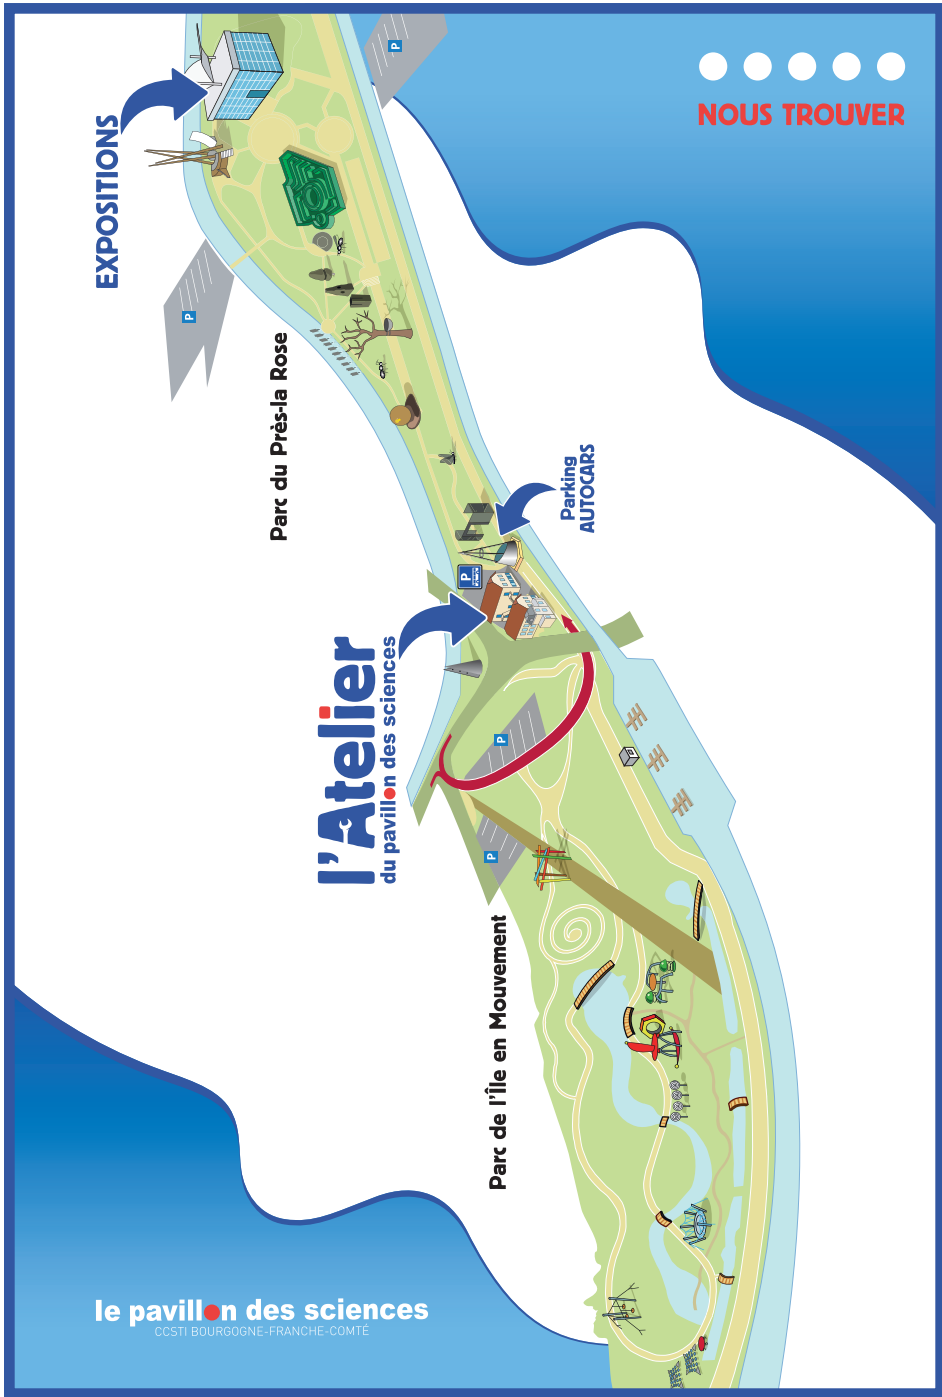 NOUS TROUVER
P
EXPOSITIONS
P
Parc du Près-la Rose
Parking
AUTOCARS
P
l'Atelier
du pavillon des sciences
P
P
Parc de l'Île en Mouvement
le pavillon des sciences
CCSTI BOURGOGNE-FRANCHE-COMTÉ